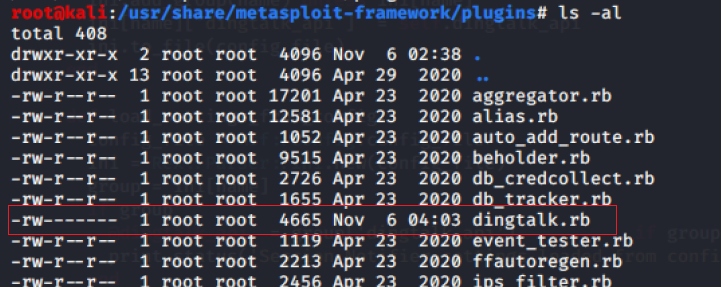 root@kali:/usr/share/metasploit-framework/plugins# ls -al
total 408
drwxr-xr-x  2 root root  4096 Nov  6 02:38 .
drwxr-xr-x 13 root root  4096 Apr 29  2020 ..
-rw-r--r--  1 root root 17201 Apr 23  2020 aggregator.rb
-rw-r--r--  1 root root 12581 Apr 23  2020 alias.rb
-rw-r--r--  1 root root  1052 Apr 23  2020 auto_add_route.rb
-rw-r--r--  1 root root  9515 Apr 23  2020 beholder.rb
-rw-r--r--  1 root root  2726 Apr 23  2020 db_credcollect.rb
-rw-r--r--  1 root root  1655 Apr 23  2020 db_tracker.rb
-rw-------  1 root root  4665 Nov  6 04:03 dingtalk.rb
-rw-r--r--  1 root root  1119 Apr 23  2020 event_tester.rb
-rw-r--r--  1 root root  2213 Apr 23  2020 ffautoregen.rb
-rw-r--r--  1 root root  2456 Apr 23  2020 ips_filter.rb